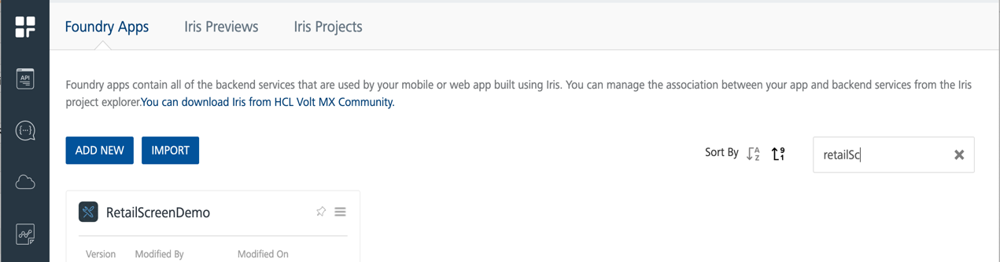 Foundry Apps Iris Previews Iris Projects
API
Foundry apps contain all of the backend services that are used by your mobile or web app built using Iris. You can manage the association between your app and backend services from the Iris
project explorer.You can download Iris from HCL Volt MX Community.
ADD NEW IMPORT Sort By A Z 9 1 retailSc
RetailScreenDemo
Version Modified By Modified On